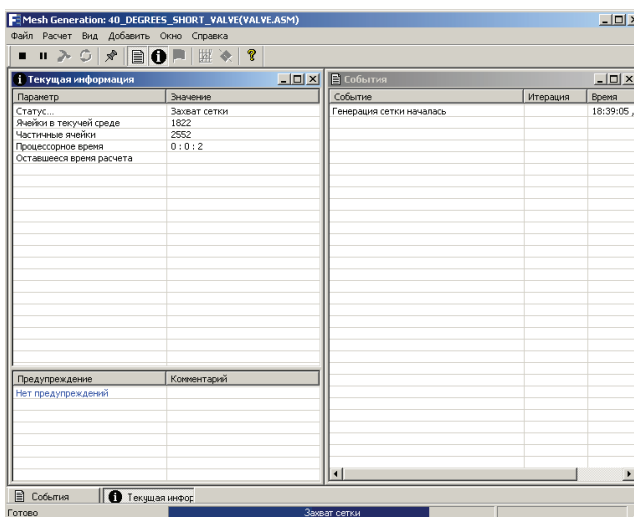 Mesh Generation: 40_DEGREES_SHORT_VALVE(VALVE.ASM)
Файл Расчет Вид Добавить Окно Справка
Текущая информация
Параметр Значение
Статус... Захват сетки
Ячейки в текучей среде 1822
Частичные ячейки 2552
Процессорное время 0 : 0 : 2
Оставшееся время расчета
Предупреждение Комментарий
Нет предупреждений
События
Событие Итерация Время
Генерация сетки началась 18:39:05 ,
События Текущая инфор
Готово Захват сетки